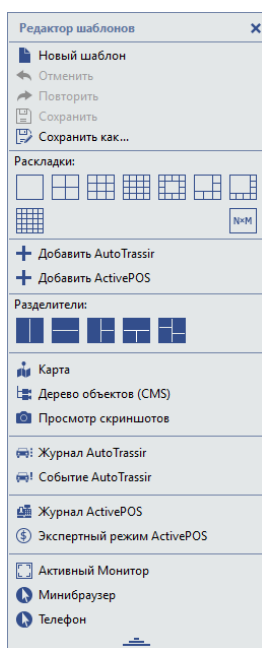 Редактор шаблонов
Новый шаблон
Отменить
Повторить
Сохранить
Сохранить как...
Раскладки:
N×M
Добавить AutoTrassir
Добавить ActivePOS
Разделители:
Карта
Дерево объектов (CMS)
Просмотр скриншотов
Журнал AutoTrassir
Событие AutoTrassir
Журнал ActivePOS
Экспертный режим ActivePOS
Активный Монитор
Минибраузер
Телефон